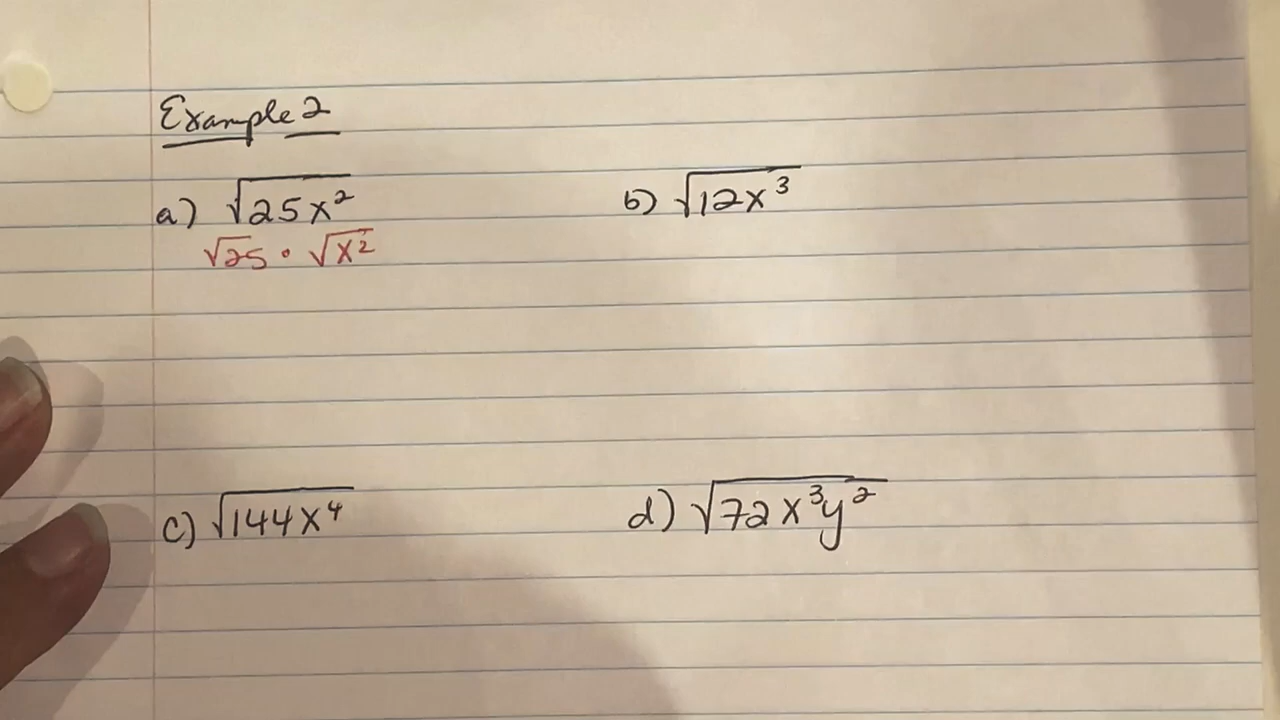 Example 2
a) √25x²
b) √12x³
√25 • √x²
c) √144x⁴
d) √72x³y²